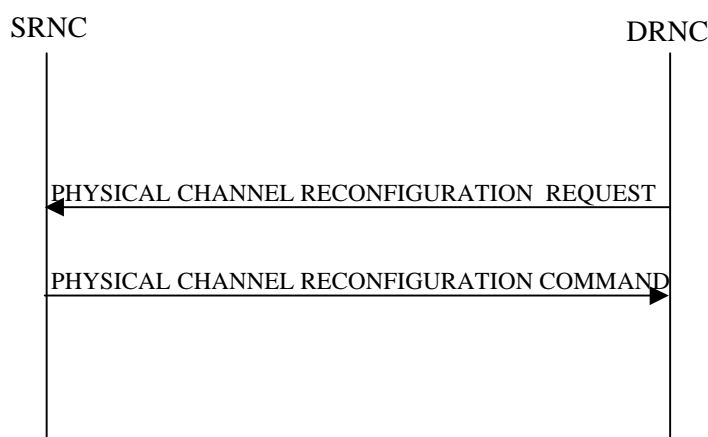 SRNC
DRNC
PHYSICAL CHANNEL RECONFIGURATION REQUEST
PHYSICAL CHANNEL RECONFIGURATION COMMAND